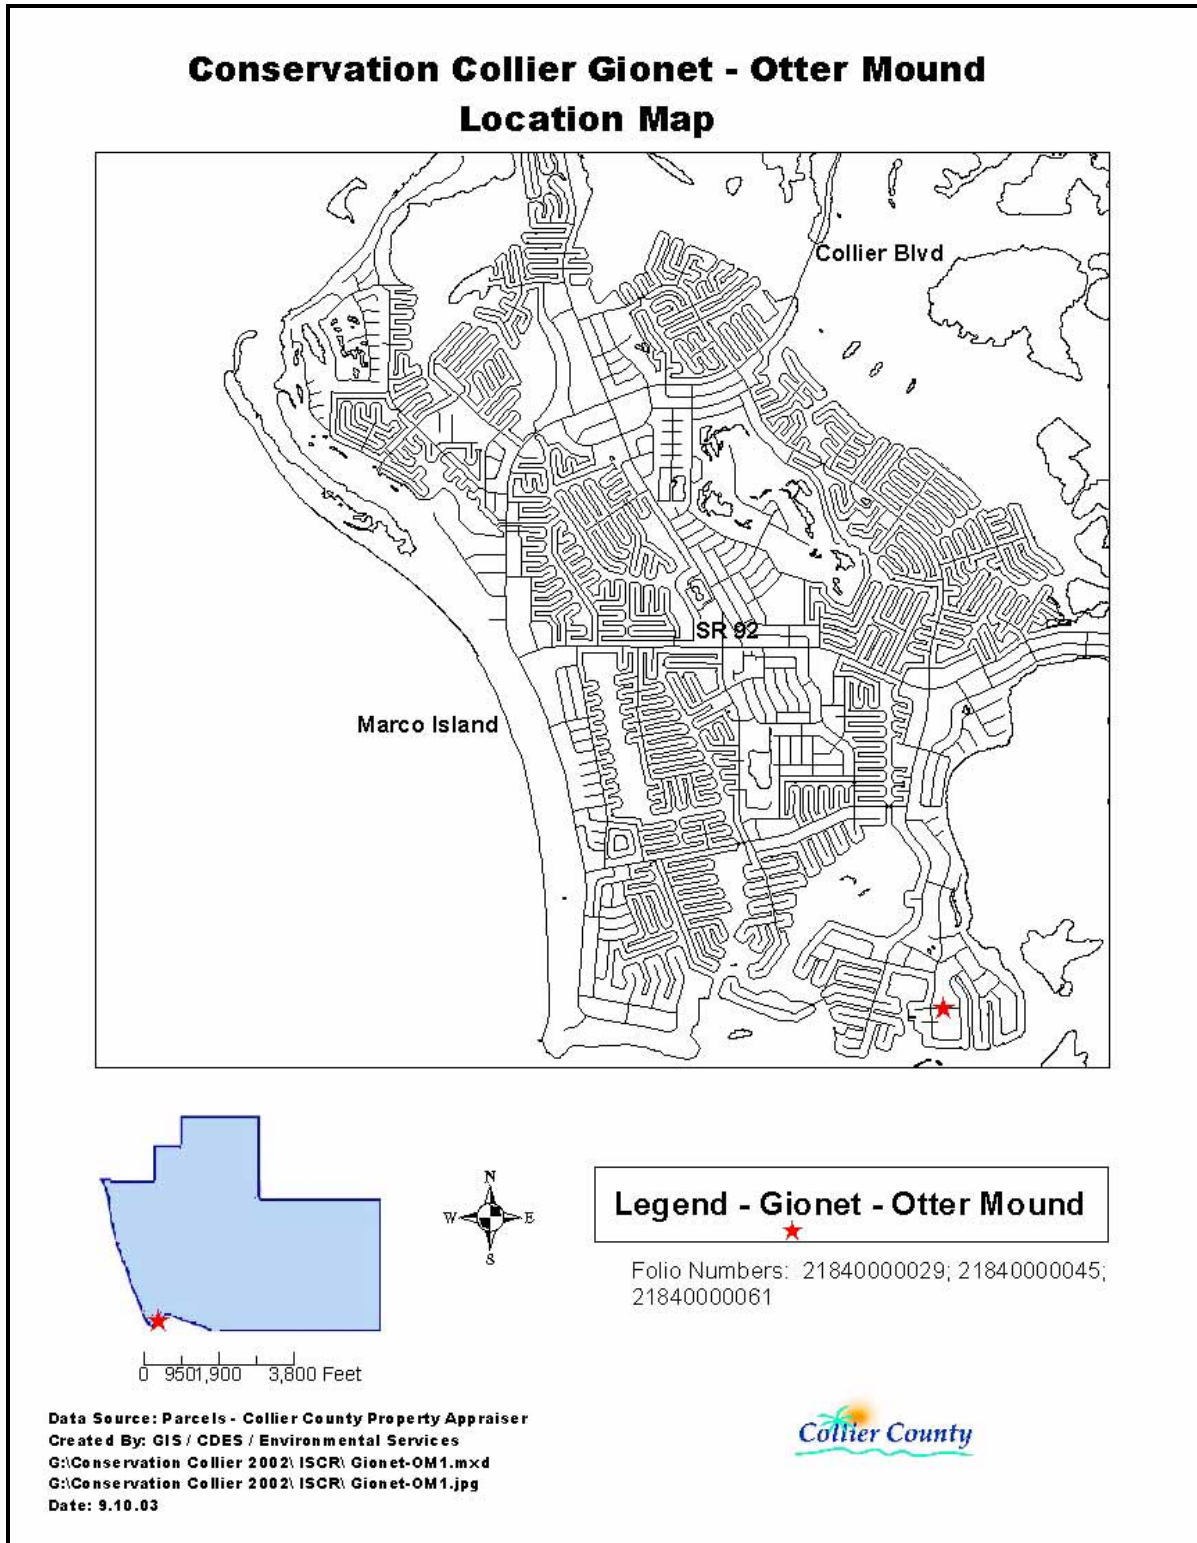 Conservation Collier Gionet - Otter Mound
Location Map
Collier Blvd
SR 92
Marco Island
N
W E
S
Legend - Gionet - Otter Mound
Folio Numbers: 21840000029; 21840000045;
21840000061
0 9501,900 3,800 Feet
Data Source: Parcels - Collier County Property Appraiser
Created By: GIS / CDES / Environmental Services
G:\Conservation Collier 2002\ ISCR\ Gionet-OM1.mxd
G:\Conservation Collier 2002\ ISCR\ Gionet-OM1.jpg
Date: 9.10.03
Collier County